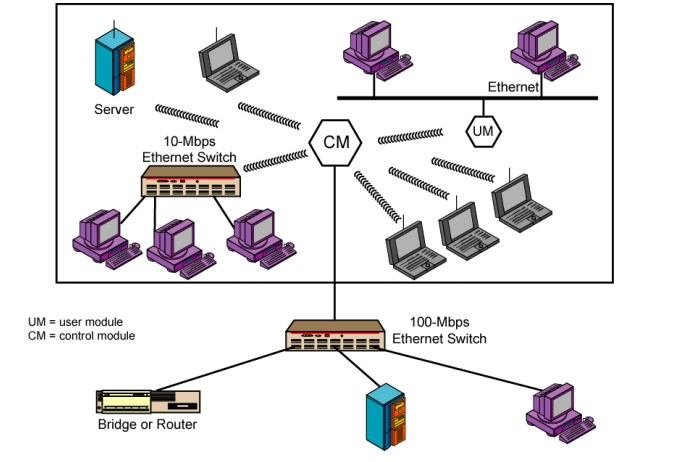 Server
Ethernet
UM
CM
10-Mbps
Ethernet Switch
UM = user module
CM = control module
100-Mbps
Ethernet Switch
Bridge or Router